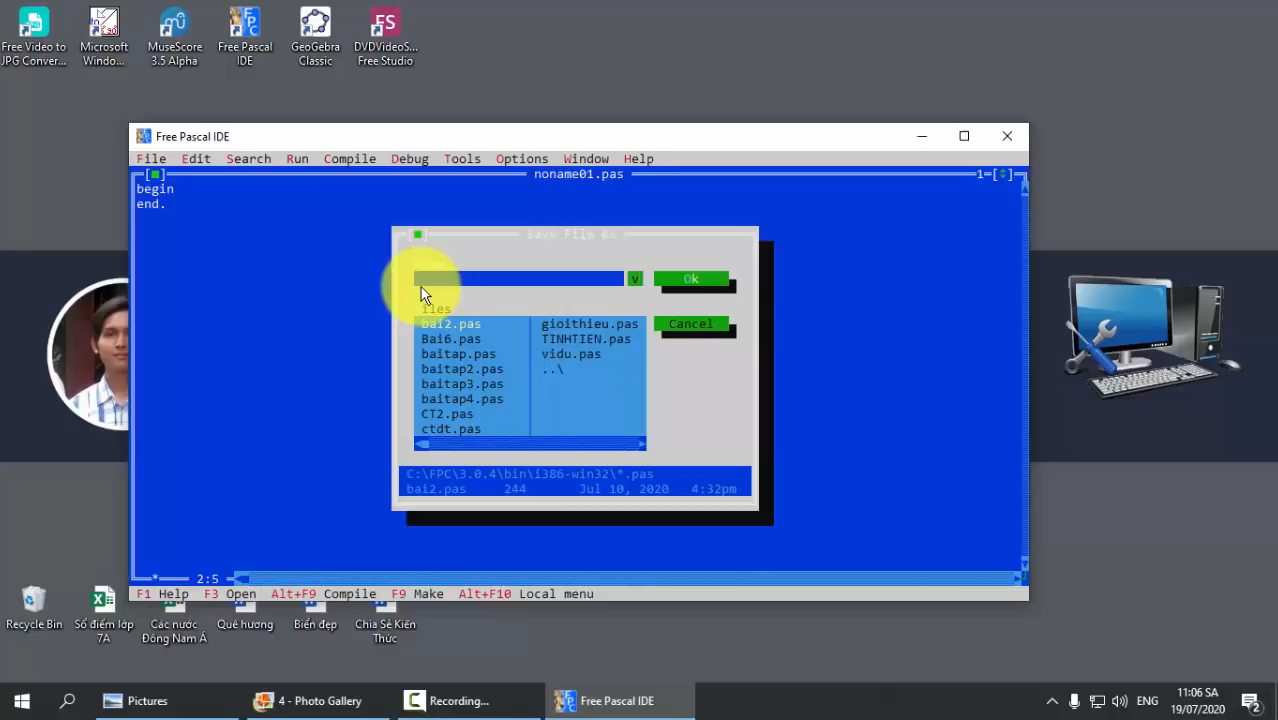 Free Video to
JPG Conver...
Microsoft
Windo...
MuseScore
3.5 Alpha
Free Pascal
IDE
GeoGebra
Classic
DVDVideoS...
Free Studio
Free Pascal IDE
File Edit Search Run Compile Debug Tools Options Window Help
noname01.pas
1
begin
end.
Save File as
v
Ok
iles
bai2.pas
Bai6.pas
baitap.pas
baitap2.pas
baitap3.pas
baitap4.pas
CT2.pas
ctdt.pas
gioithieu.pas
TINHTIEN.pas
vidu.pas
..\
Cancel
C:\FPC\3.0.4\bin\i386-win32\*.pas
bai2.pas 244 Jul 10, 2020 4:32pm
2:5
F1 Help F3 Open Alt+F9 Compile F9 Make Alt+F10 Local menu
Recycle Bin
Sổ điểm lớp
7A
Các nước
Đông Nam Á
Quê hương
Biển đẹp
Chia Sẻ Kiến
Thức
Pictures
4 - Photo Gallery
Recording...
Free Pascal IDE
ENG
11:06 SA
19/07/2020
2